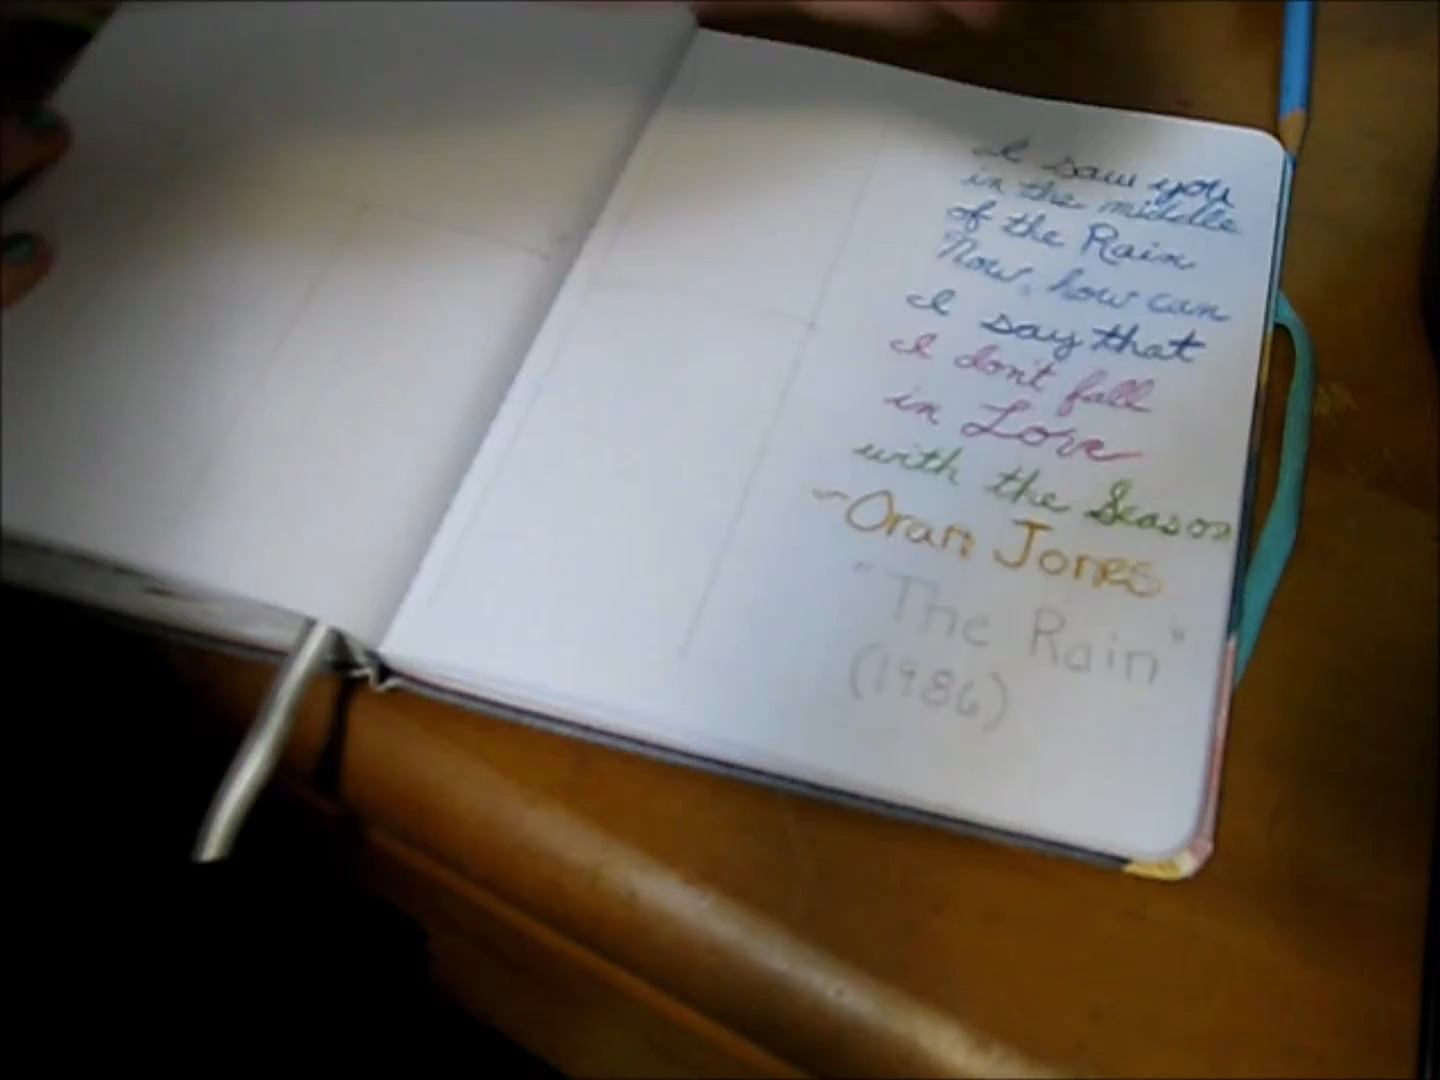 I saw you
in the middle
of the Rain
Now, how can
I say that
I don't fall
in Love
with the Season
~Oran Jones
"The Rain"
(1986)